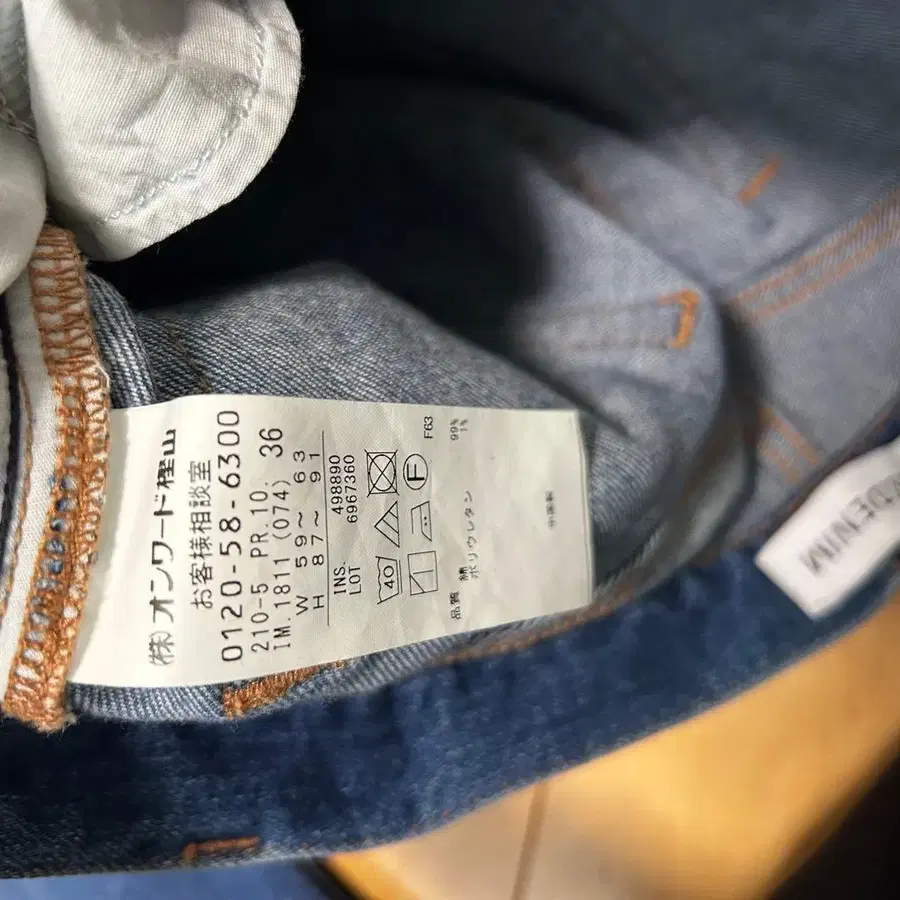 (株)オンワード樫山
お客様相談室
0120-58-6300
210-5 PR.10
IM.1811 (074) 36
W 59~ 63
H 87~ 91
INS. 498890
LOT 6967360
40
F
F63
品質 綿 99%
ポリウレタン 1%
中国製
DENIM